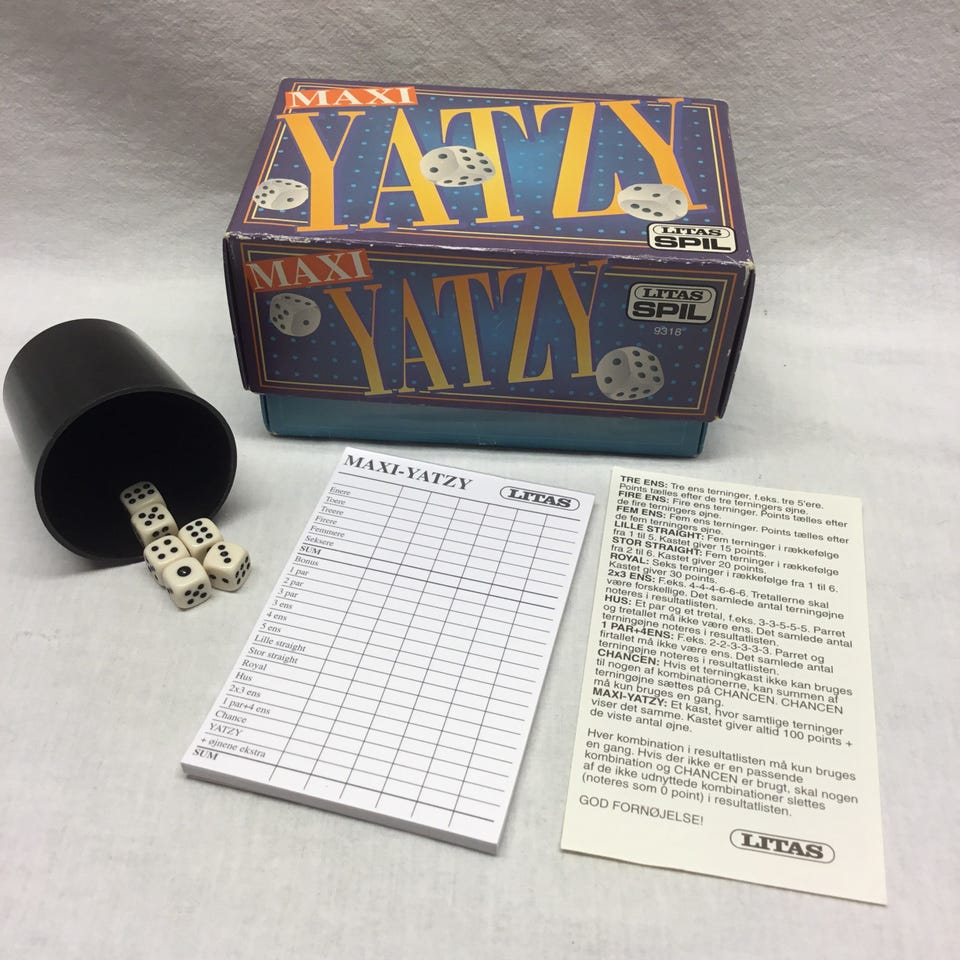 MAXI
YATZY
LITAS
SPIL
MAXI
YATZY
LITAS
SPIL
9318
MAXI-YATZY
LITAS
Enere
Toere
Treere
Firere
Femmere
Seksere
SUM
Bonus
1 par
2 par
3 par
3 ens
4 ens
5 ens
Lille straight
Stor straight
Royal
Hus
2x3 ens
1 par+4 ens
Chance
YATZY
+ øjnene ekstra
SUM
TRE ENS: Tre ens terninger, f.eks. tre 5'ere.
Points tælles efter de tre terningers øjne.
FIRE ENS: Fire ens terninger. Points tælles efter
de fire terningers øjne.
FEM ENS: Fem ens terninger. Points tælles efter
de fem terningers øjne.
LILLE STRAIGHT: Fem terninger i rækkefølge
fra 1 til 5. Kastet giver 15 points.
STOR STRAIGHT: Fem terninger i rækkefølge
fra 2 til 6. Kastet giver 20 points.
ROYAL: Seks terninger i rækkefølge fra 1 til 6.
Kastet giver 30 points.
2x3 ENS: F.eks. 4-4-4-6-6-6. Tretallerne skal
være forskellige. Det samlede antal terningøjne
noteres i resultatlisten.
HUS: Et par og et tretal, f.eks. 3-3-5-5-5. Parret
og tretallet må ikke være ens. Det samlede antal
terningøjne noteres i resultatlisten.
1 PAR+4ENS: F.eks. 2-2-3-3-3-3. Parret og
firtallet må ikke være ens. Det samlede antal
terningøjne noteres i resultatlisten.
CHANCEN: Hvis et terningkast ikke kan bruges
til nogen af kombinationerne, kan summen af
terningøjne sættes på CHANCEN. CHANCEN
må kun bruges en gang.
MAXI-YATZY: Et kast, hvor samtlige terninger
viser det samme. Kastet giver altid 100 points +
de viste antal øjne.
Hver kombination i resultatlisten må kun bruges
en gang. Hvis der ikke er en passende
kombination og CHANCEN er brugt, skal nogen
af de ikke udnyttede kombinationer slettes
(noteres som 0 point) i resultatlisten.
GOD FORNØJELSE!
LITAS